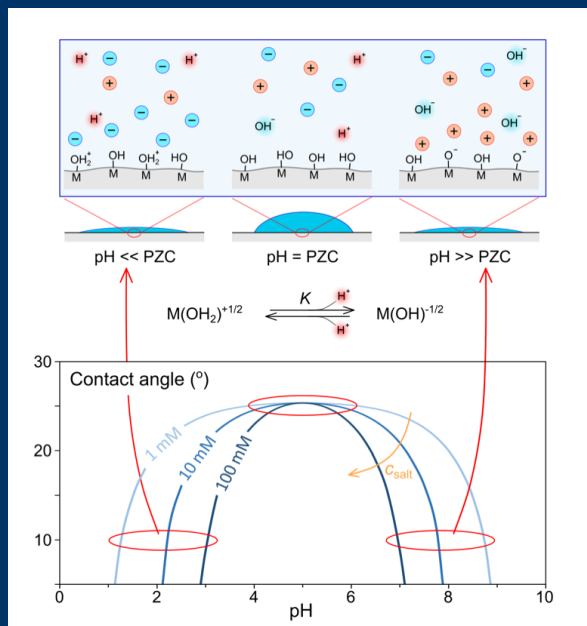 H⁺ − − H⁺ − + H⁺ − OH⁻
+ + + − − + OH⁻
− + − − OH⁻ + +
H⁺ − − − − OH⁻ H⁺ + + + + +
OH₂⁺ OH OH₂⁺ HO OH HO OH HO OH O⁻ OH O⁻
M M M M M M M M M M M M
pH << PZC pH = PZC pH >> PZC
K H⁺
M(OH₂)⁺¹/² M(OH)⁻¹/²
H⁺
30
Contact angle (º)
1 mM
10 mM
100 mM
c_salt
20
10
0 2 4 6 8 10
pH